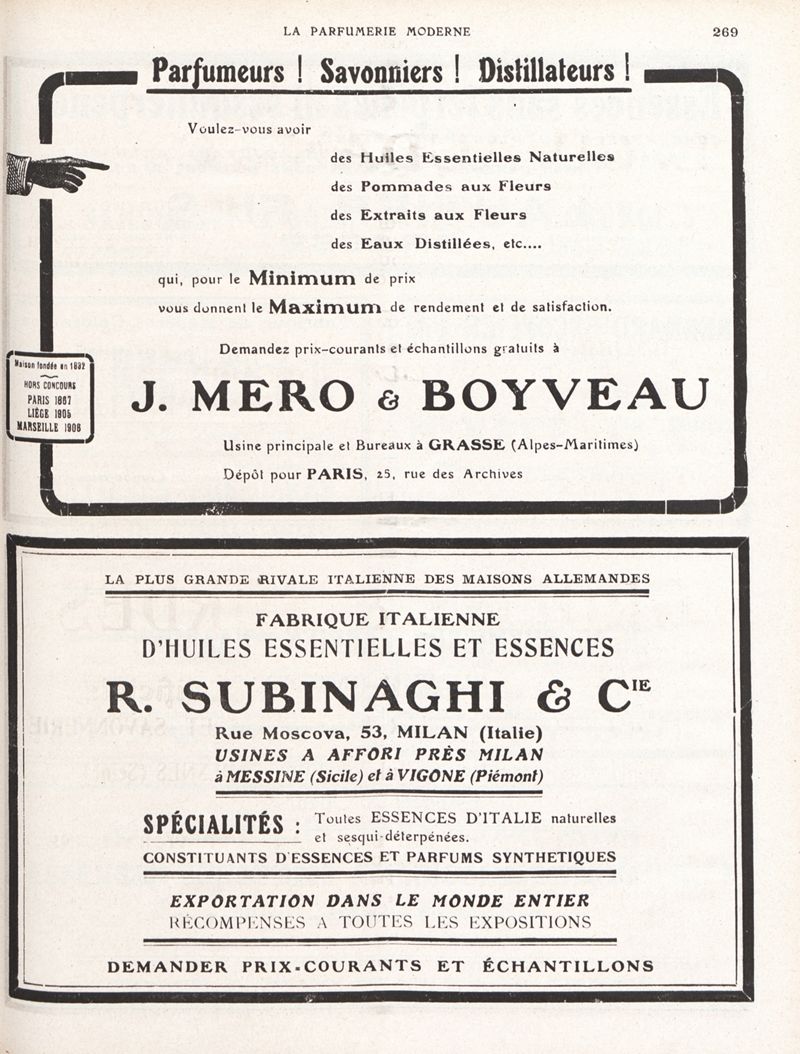 LA PARFUMERIE MODERNE
269
Parfumeurs ! Savonniers ! Distillateurs !
Voulez-vous avoir
des Huiles Essentielles Naturelles
des Pommades aux Fleurs
des Extraits aux Fleurs
des Eaux Distillées, etc....
qui, pour le Minimum de prix
vous donnent le Maximum de rendement et de satisfaction.
Demandez prix-courants et échantillons gratuits à
Maison fondée en 1832
HORS CONCOURS
PARIS 1867
LIÈGE 1905
MARSEILLE 1906
J. MERO & BOYVEAU
Usine principale et Bureaux à GRASSE (Alpes-Maritimes)
Dépôt pour PARIS, 25, rue des Archives
LA PLUS GRANDE RIVALE ITALIENNE DES MAISONS ALLEMANDES
FABRIQUE ITALIENNE
D'HUILES ESSENTIELLES ET ESSENCES
R. SUBINAGHI & CIE
Rue Moscova, 53, MILAN (Italie)
USINES A AFFORI PRÈS MILAN
à MESSINE (Sicile) et à VIGONE (Piémont)
SPÉCIALITÉS : Toutes ESSENCES D'ITALIE naturelles
et sesqui-déterpénées.
CONSTITUANTS D'ESSENCES ET PARFUMS SYNTHETIQUES
EXPORTATION DANS LE MONDE ENTIER
RÉCOMPENSES A TOUTES LES EXPOSITIONS
DEMANDER PRIX-COURANTS ET ÉCHANTILLONS